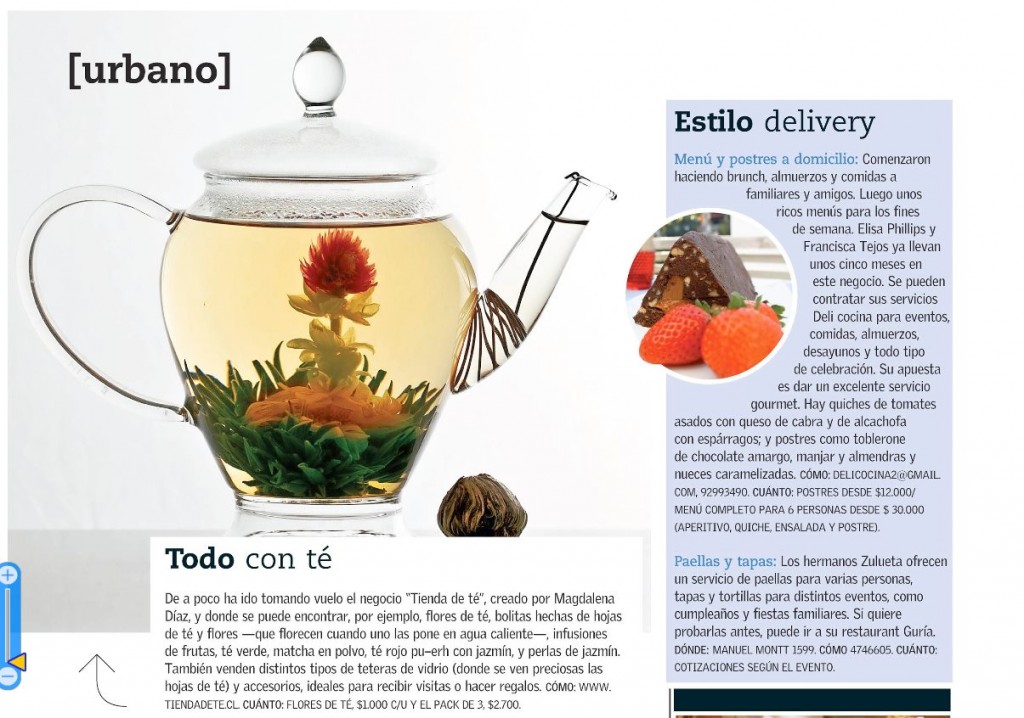 [urbano]
Todo con té
De a poco ha ido tomando vuelo el negocio "Tienda de té", creado por Magdalena
Díaz, y donde se puede encontrar, por ejemplo, flores de té, bolitas hechas de hojas
de té y flores —que florecen cuando uno las pone en agua caliente—, infusiones
de frutas, té verde, matcha en polvo, té rojo pu–erh con jazmín, y perlas de jazmín.
También venden distintos tipos de teteras de vidrio (donde se ven preciosas las
hojas de té) y accesorios, ideales para recibir visitas o hacer regalos. CÓMO: WWW.
TIENDADETE.CL. CUÁNTO: FLORES DE TÉ, $1.000 C/U Y EL PACK DE 3, $2.700.
Estilo delivery
Menú y postres a domicilio: Comenzaron
haciendo brunch, almuerzos y comidas a
familiares y amigos. Luego unos
ricos menús para los fines
de semana. Elisa Phillips y
Francisca Tejos ya llevan
unos cinco meses en
este negocio. Se pueden
contratar sus servicios
Deli cocina para eventos,
comidas, almuerzos,
desayunos y todo tipo
de celebración. Su apuesta
es dar un excelente servicio
gourmet. Hay quiches de tomates
asados con queso de cabra y de alcachofa
con espárragos; y postres como toblerone
de chocolate amargo, manjar y almendras y
nueces caramelizadas. CÓMO: DELICOCINA2@GMAIL.
COM, 92993490. CUÁNTO: POSTRES DESDE $12.000/
MENÚ COMPLETO PARA 6 PERSONAS DESDE $ 30.000
(APERITIVO, QUICHE, ENSALADA Y POSTRE).
Paellas y tapas: Los hermanos Zulueta ofrecen
un servicio de paellas para varias personas,
tapas y tortillas para distintos eventos, como
cumpleaños y fiestas familiares. Si quiere
probarlas antes, puede ir a su restaurant Guría.
DÓNDE: MANUEL MONTT 1599. CÓMO 4746605. CUÁNTO:
COTIZACIONES SEGÚN EL EVENTO.